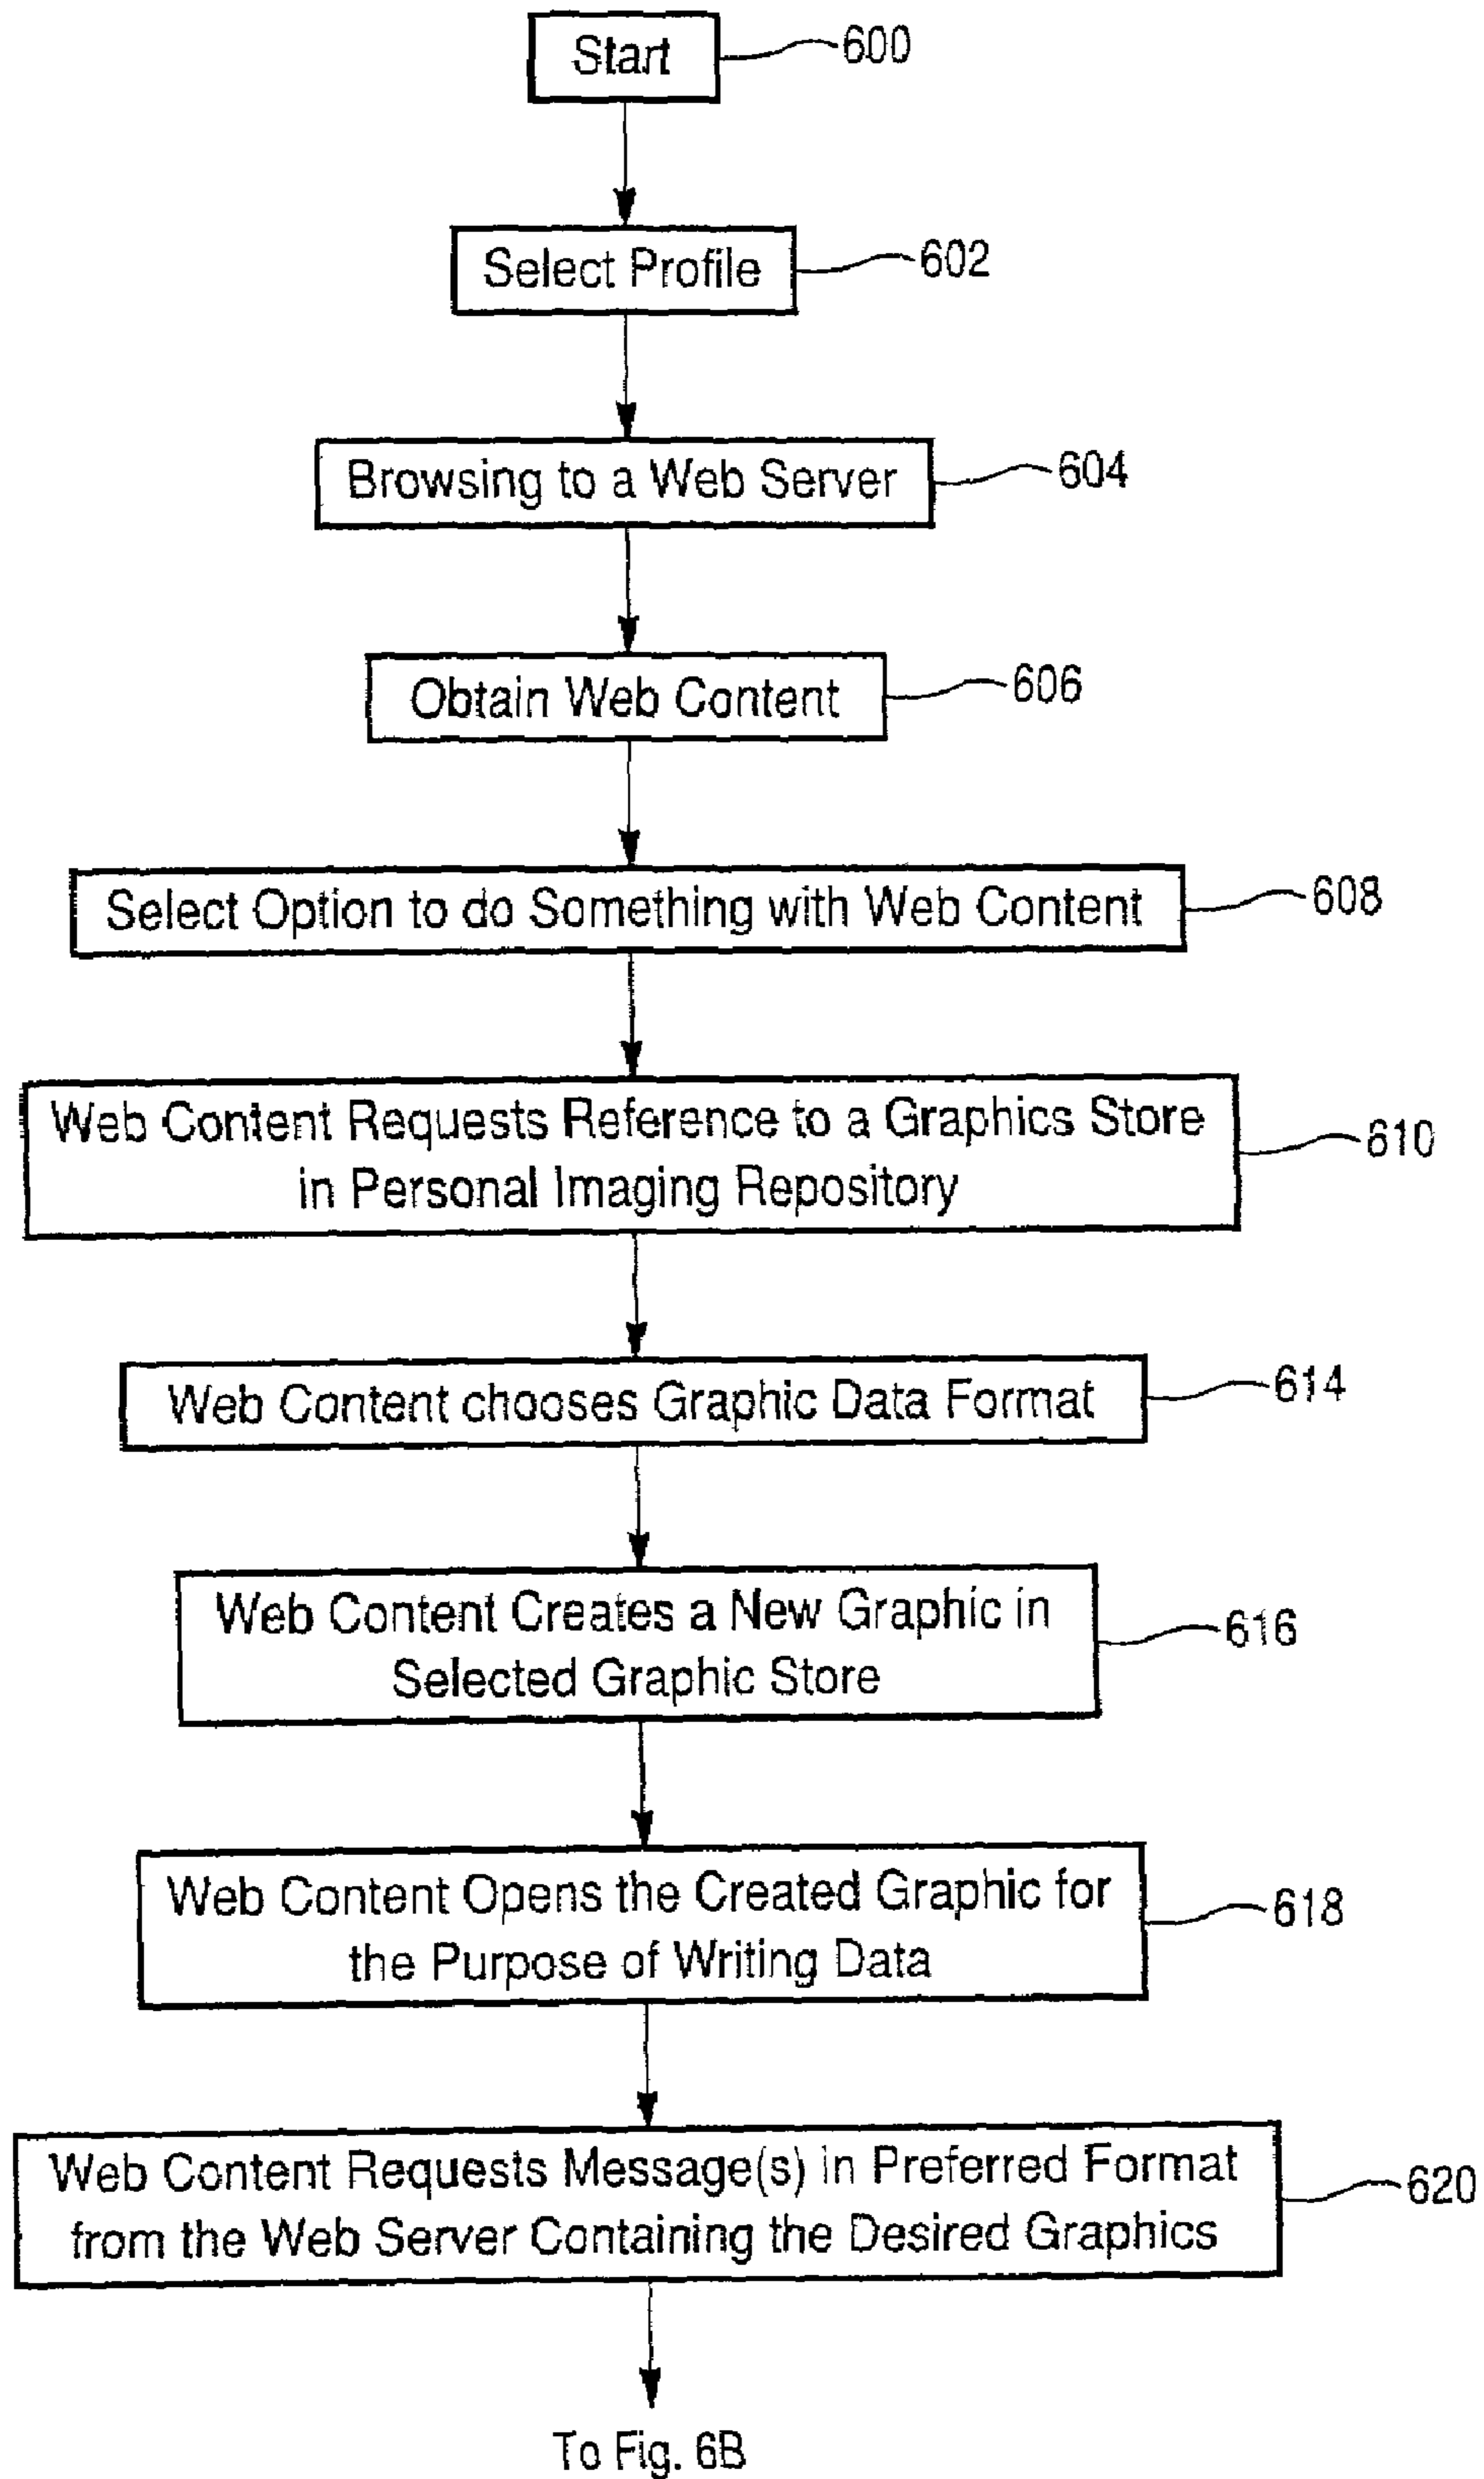 Start
600
Select Profile
602
Browsing to a Web Server
604
Obtain Web Content
606
Select Option to do Something with Web Content
608
Web Content Requests Reference to a Graphics Store
in Personal Imaging Repository
610
Web Content chooses Graphic Data Format
614
Web Content Creates a New Graphic in
Selected Graphic Store
616
Web Content Opens the Created Graphic for
the Purpose of Writing Data
618
Web Content Requests Message(s) in Preferred Format
from the Web Server Containing the Desired Graphics
620
To Fig. 6B